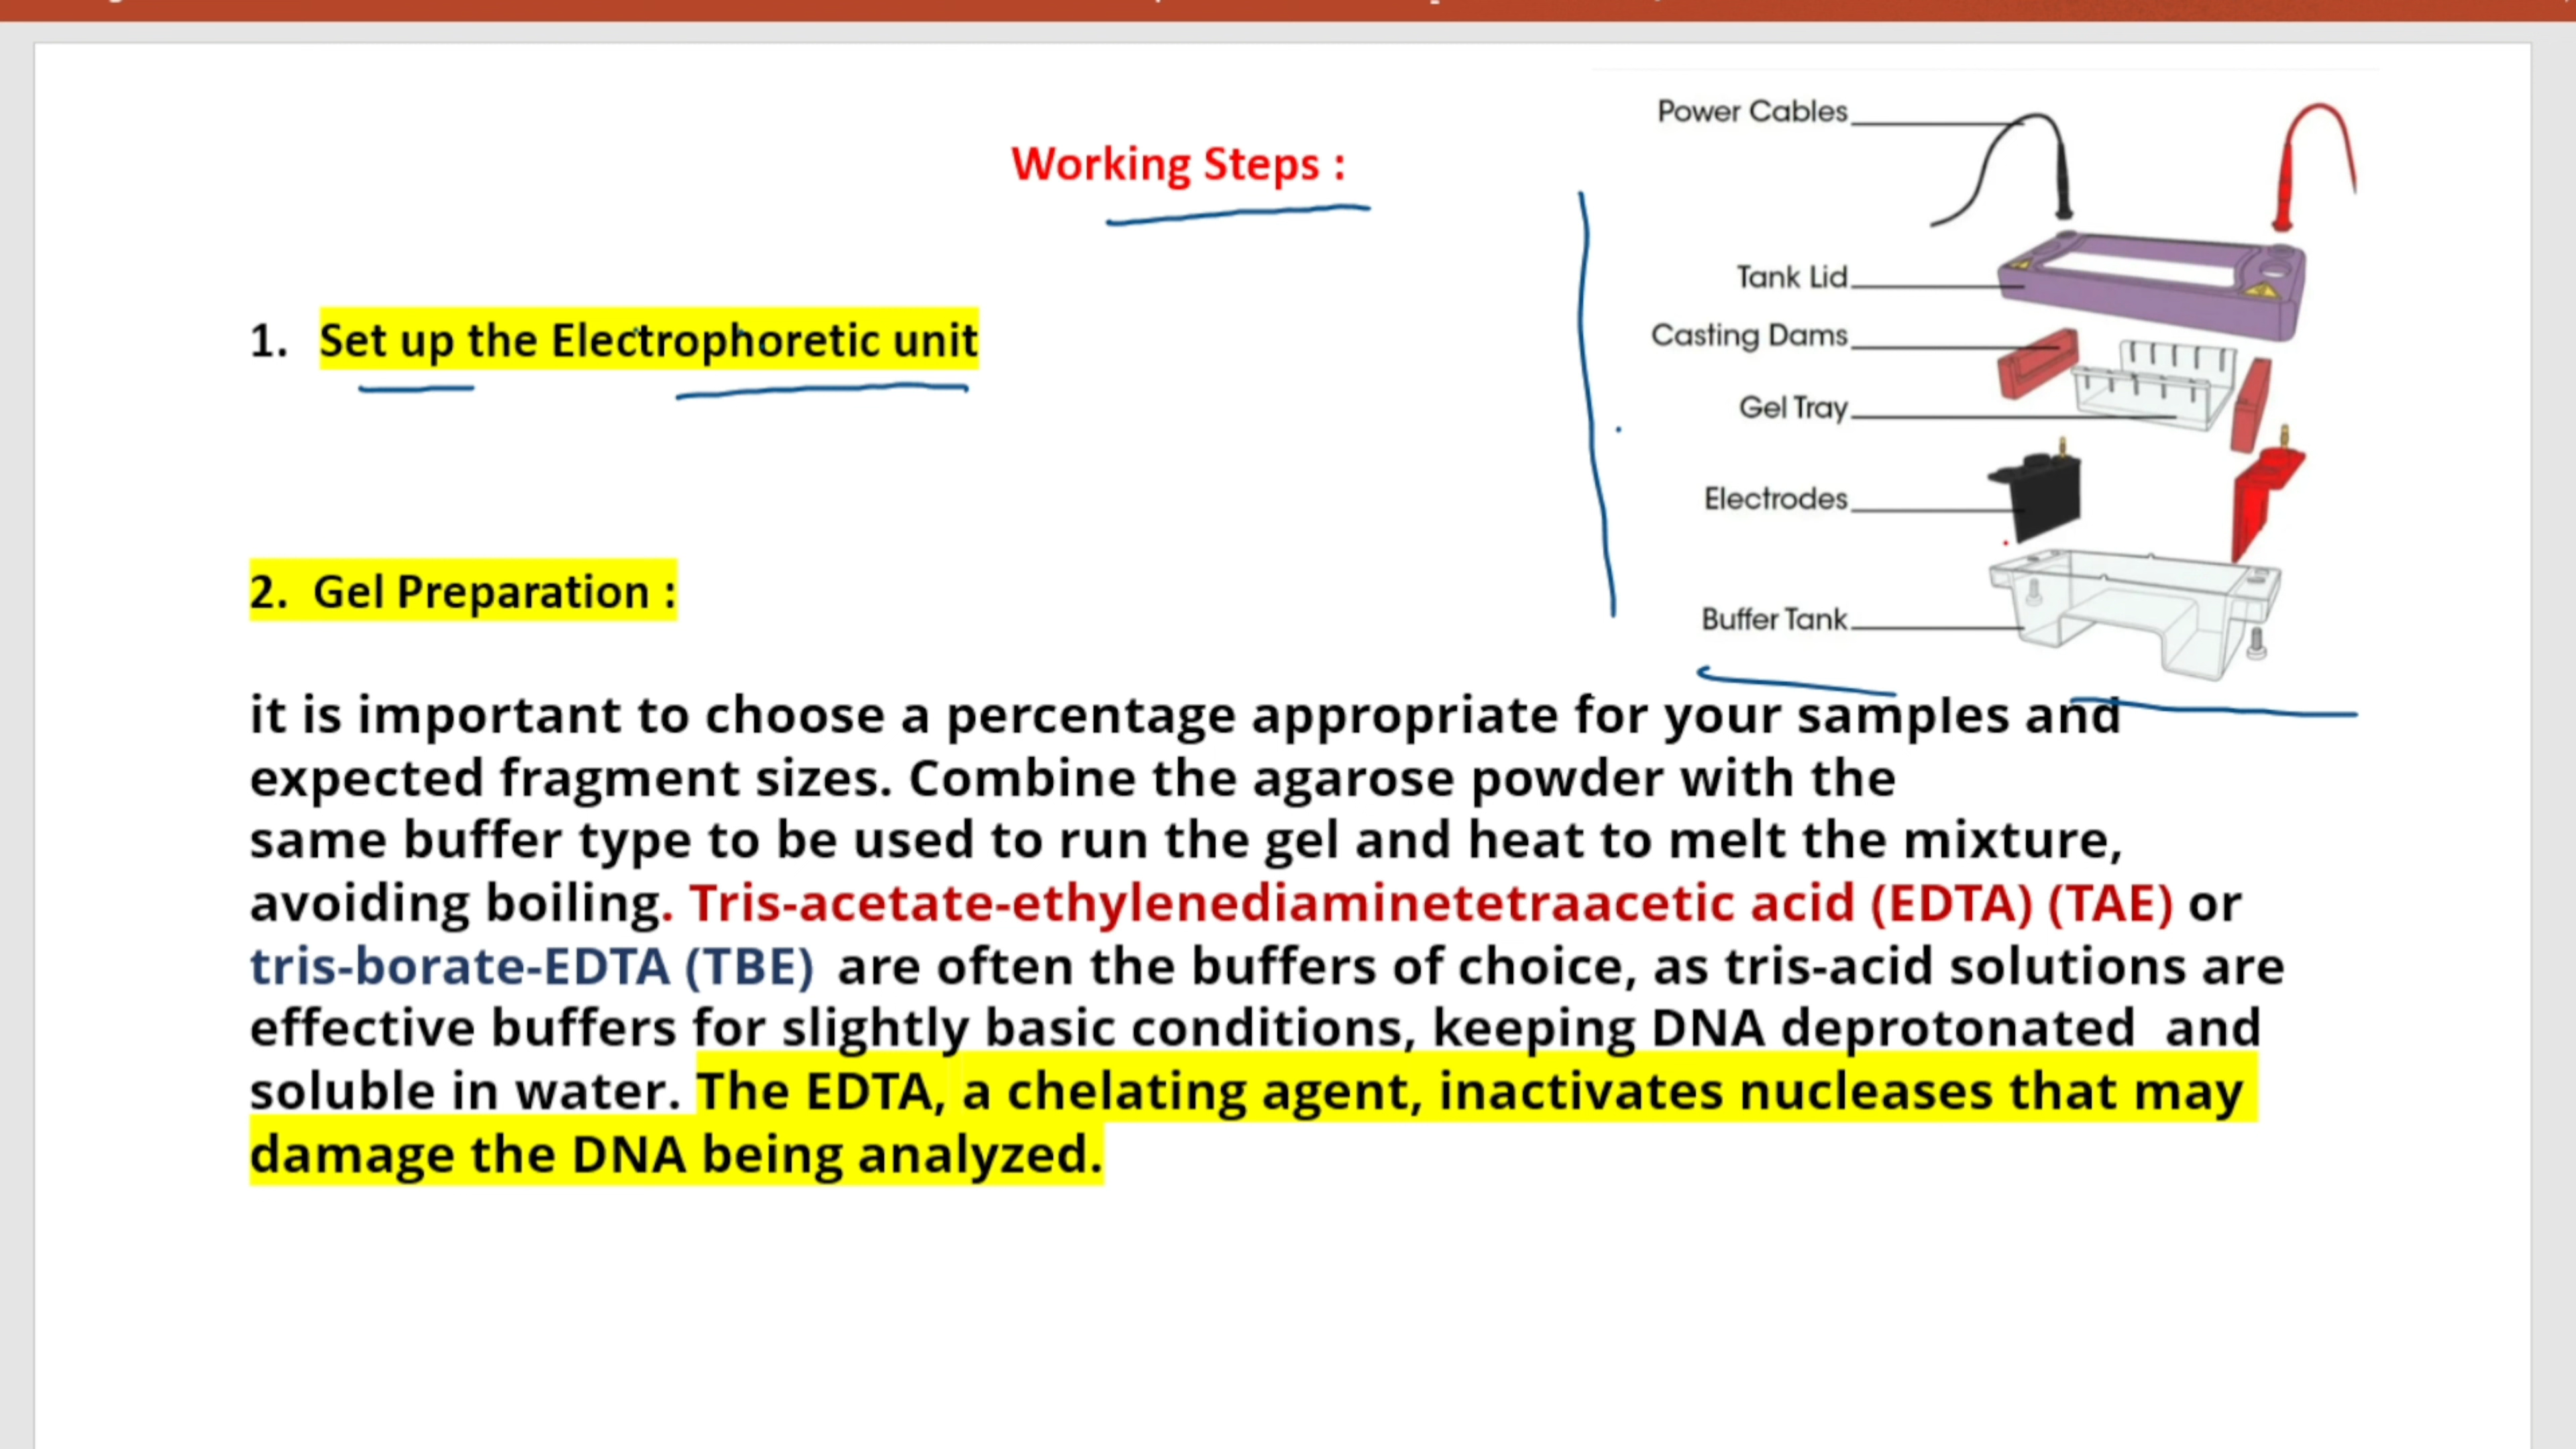 Working Steps :
1. Set up the Electrophoretic unit
Power Cables
Tank Lid
Casting Dams
Gel Tray
Electrodes
Buffer Tank
2. Gel Preparation :
it is important to choose a percentage appropriate for your samples and
expected fragment sizes. Combine the agarose powder with the
same buffer type to be used to run the gel and heat to melt the mixture,
avoiding boiling. Tris-acetate-ethylenediaminetetraacetic acid (EDTA) (TAE) or
tris-borate-EDTA (TBE) are often the buffers of choice, as tris-acid solutions are
effective buffers for slightly basic conditions, keeping DNA deprotonated and
soluble in water. The EDTA, a chelating agent, inactivates nucleases that may
damage the DNA being analyzed.